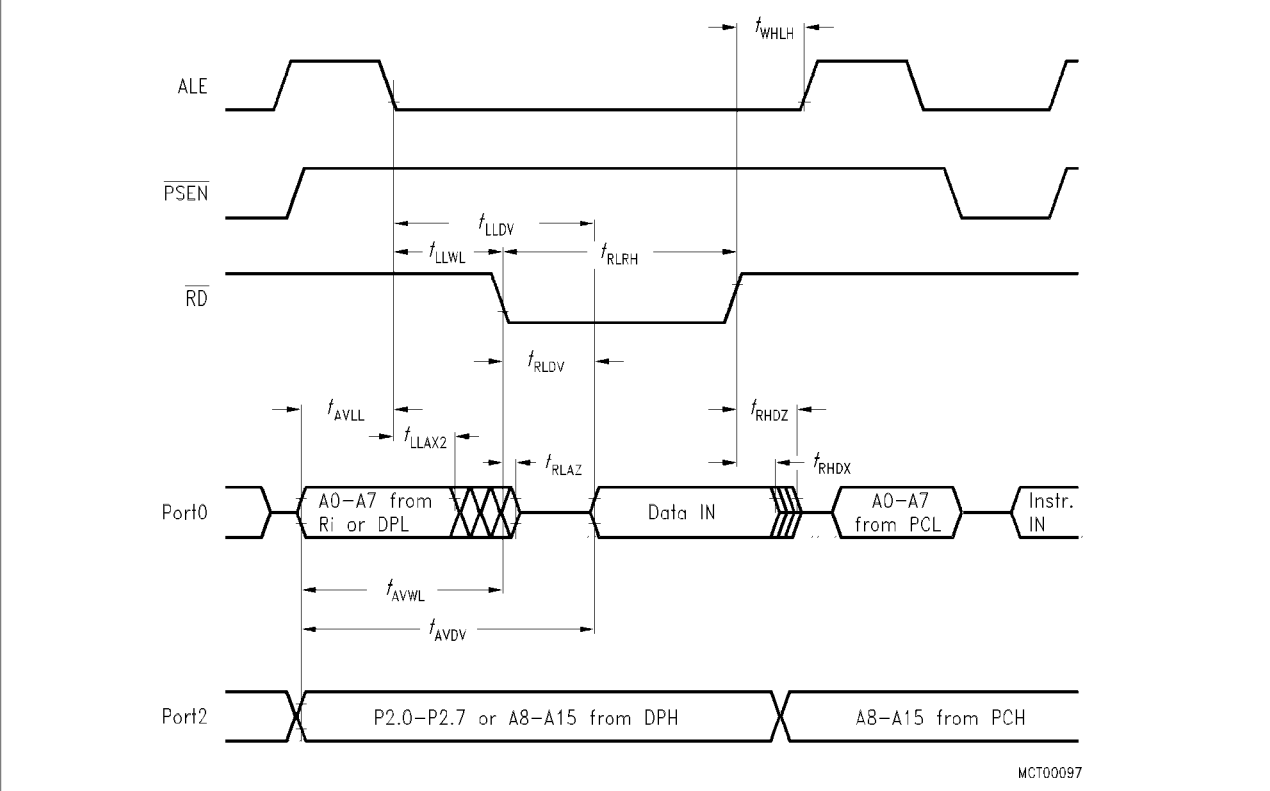 tWHLH
ALE
PSEN
tLLDV
tLLWL
tRLRH
RD
tRLDV
tAVLL
tRHDZ
tLLAX2
tRLAZ
tRHDX
Port0
A0-A7 from
Ri or DPL
Data IN
A0-A7
from PCL
Instr.
IN
tAVWL
tAVDV
Port2
P2.0-P2.7 or A8-A15 from DPH
A8-A15 from PCH
MCT00097